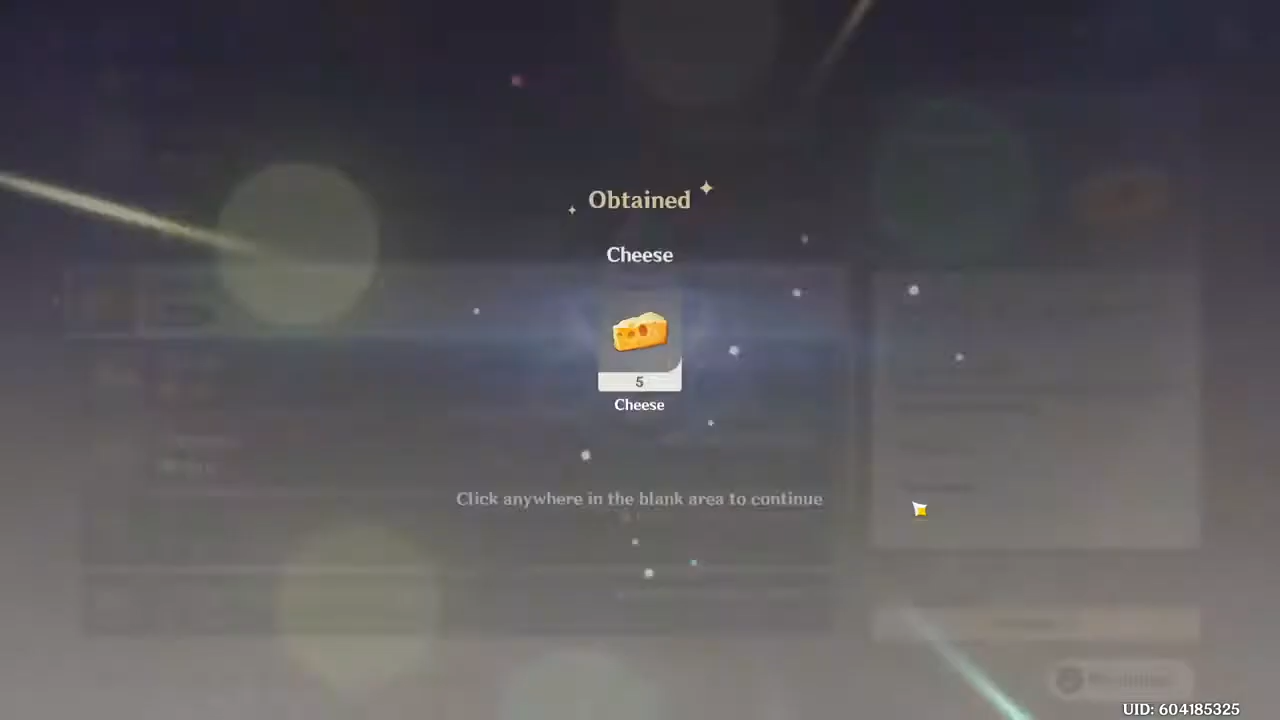 Obtained
Cheese
5
Cheese
Click anywhere in the blank area to continue
UID: 604185325